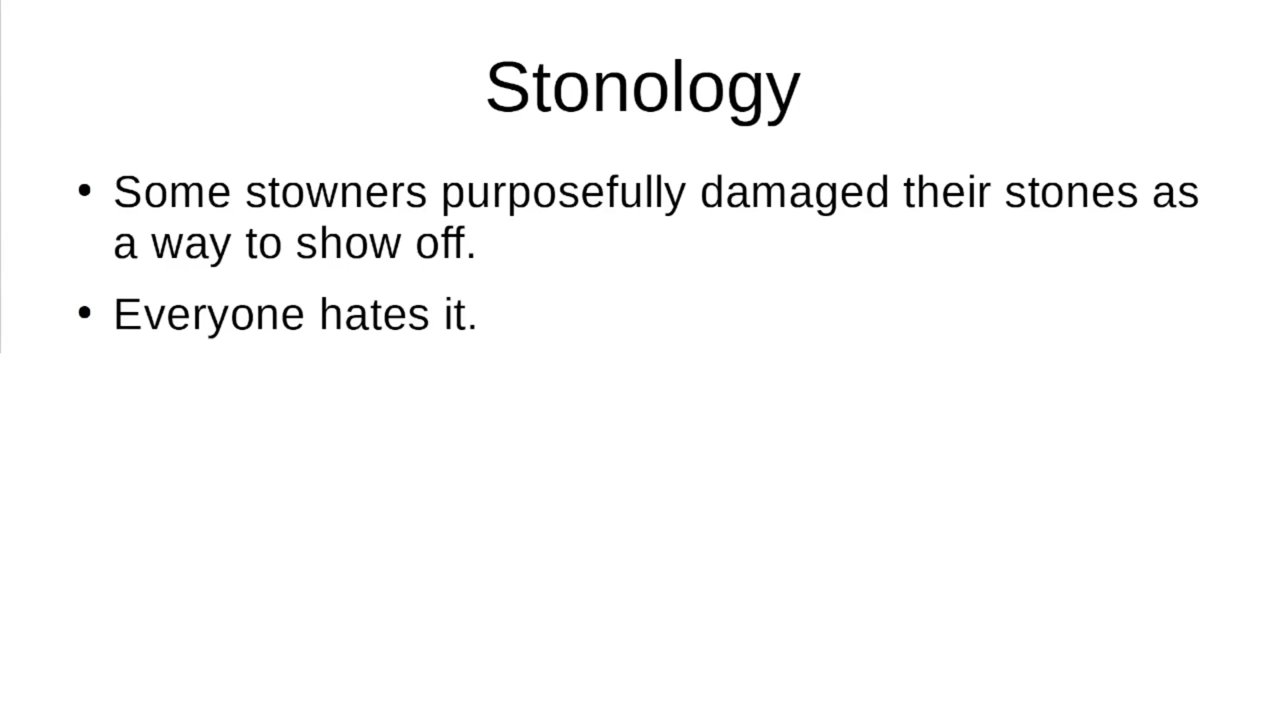 Stonology
• Some stowners purposefully damaged their stones as
a way to show off.
• Everyone hates it.